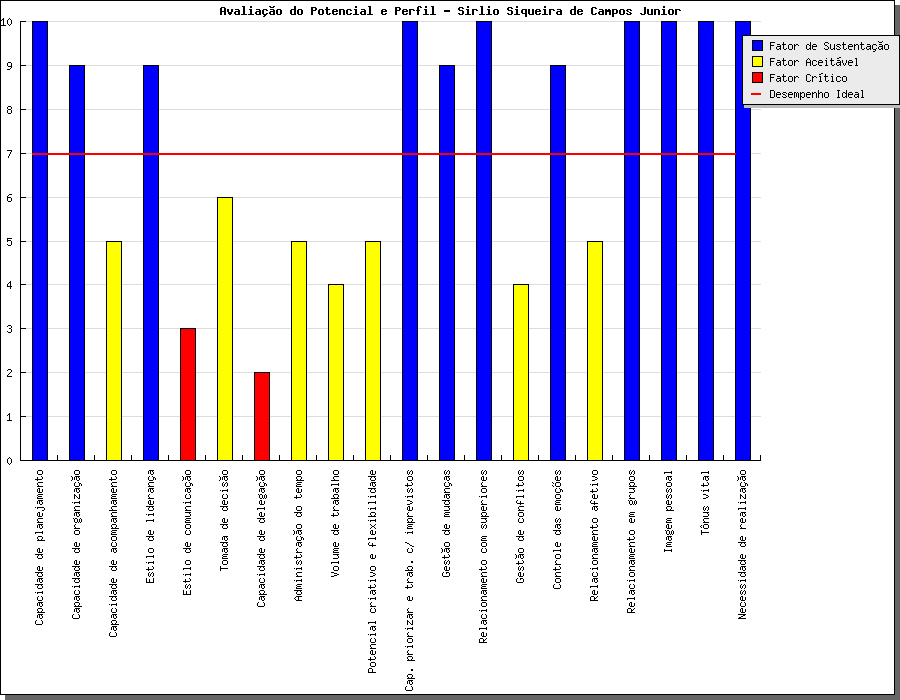 Avaliação do Potencial e Perfil - Sirlio Siqueira de Campos Junior
10
9
8
7
6
5
4
3
2
1
0
Fator de Sustentação
Fator Aceitável
Fator Crítico
Desempenho Ideal
Capacidade de planejamento
Capacidade de organização
Capacidade de acompanhamento
Estilo de liderança
Estilo de comunicação
Tomada de decisão
Capacidade de delegação
Administração do tempo
Volume de trabalho
Potencial criativo e flexibilidade
Cap. priorizar e trab. c/ imprevistos
Gestão de mudanças
Relacionamento com superiores
Gestão de conflitos
Controle das emoções
Relacionamento afetivo
Relacionamento em grupos
Imagem pessoal
Tônus vital
Necessidade de realização